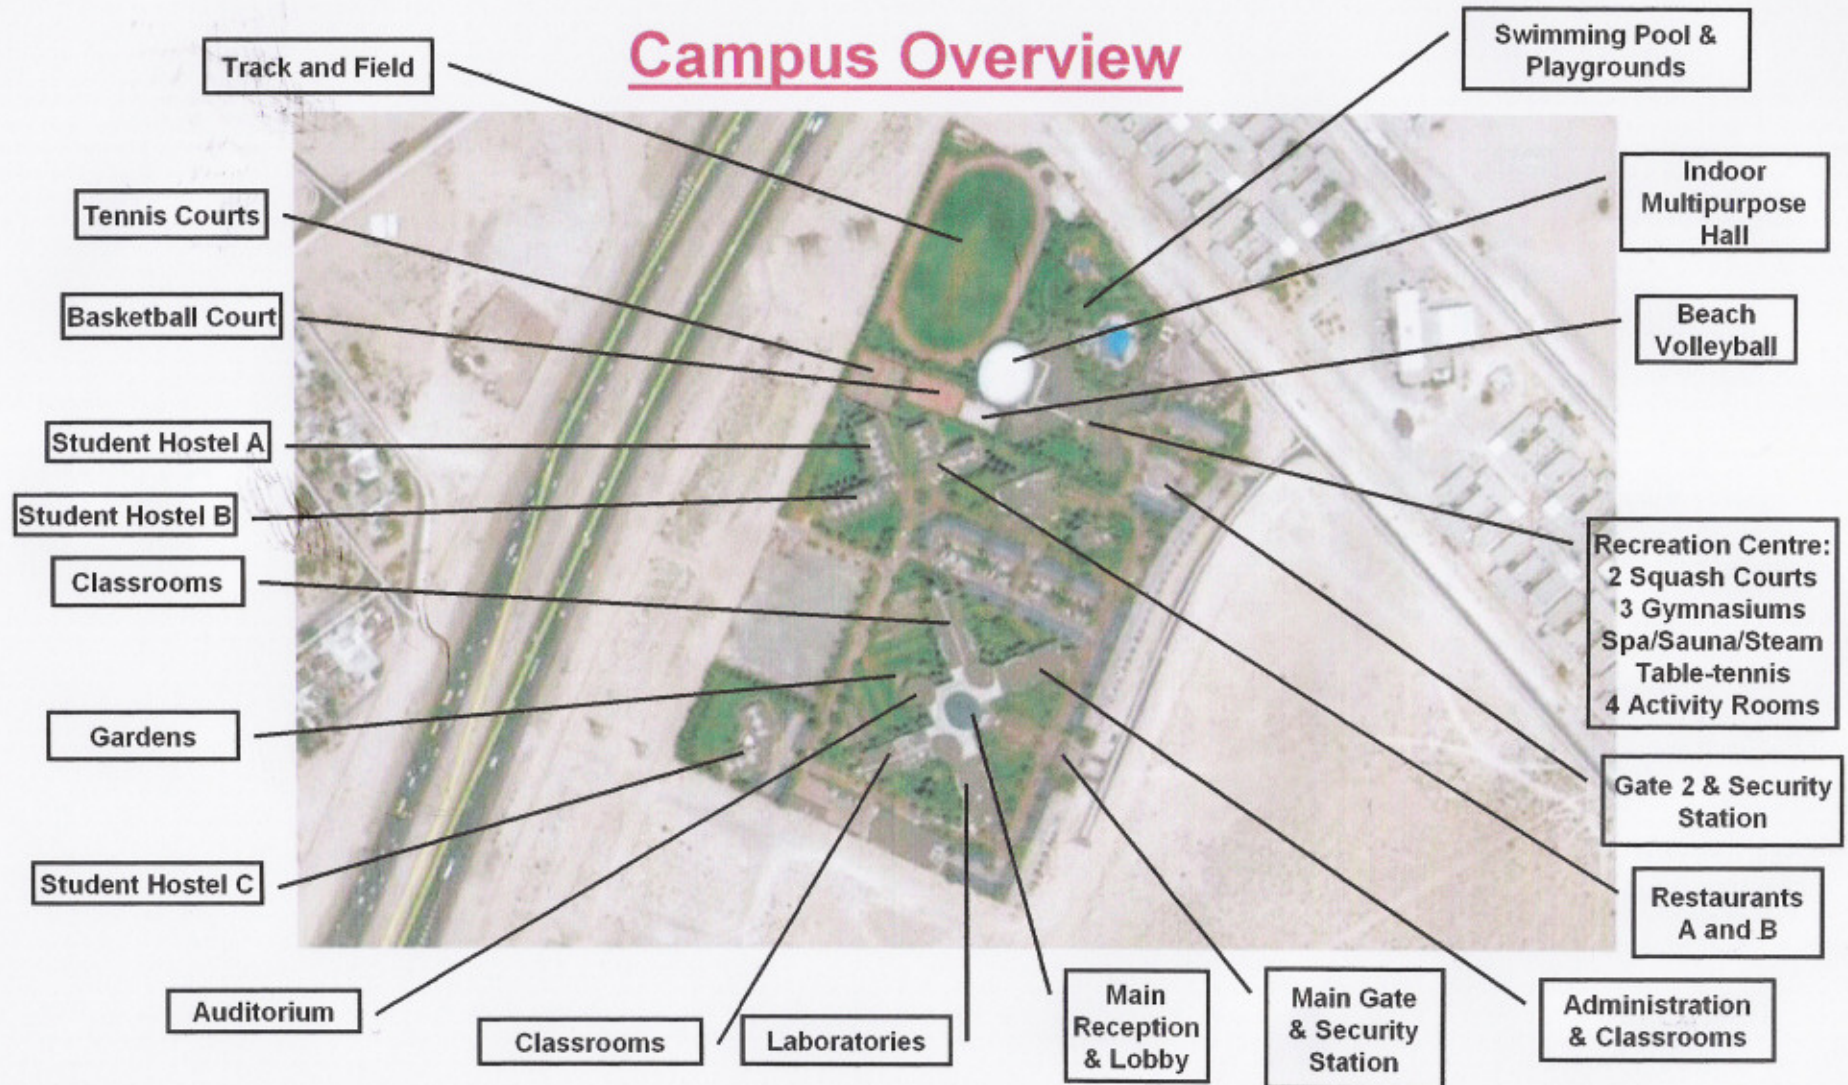 Campus Overview
Track and Field
Swimming Pool &
Playgrounds
Tennis Courts
Indoor
Multipurpose
Hall
Basketball Court
Beach
Volleyball
Student Hostel A
Student Hostel B
Classrooms
Recreation Centre:
2 Squash Courts
3 Gymnasiums
Spa/Sauna/Steam
Table-tennis
4 Activity Rooms
Gardens
Gate 2 & Security
Station
Student Hostel C
Restaurants
A and B
Auditorium
Classrooms
Laboratories
Main
Reception
& Lobby
Main Gate
& Security
Station
Administration
& Classrooms